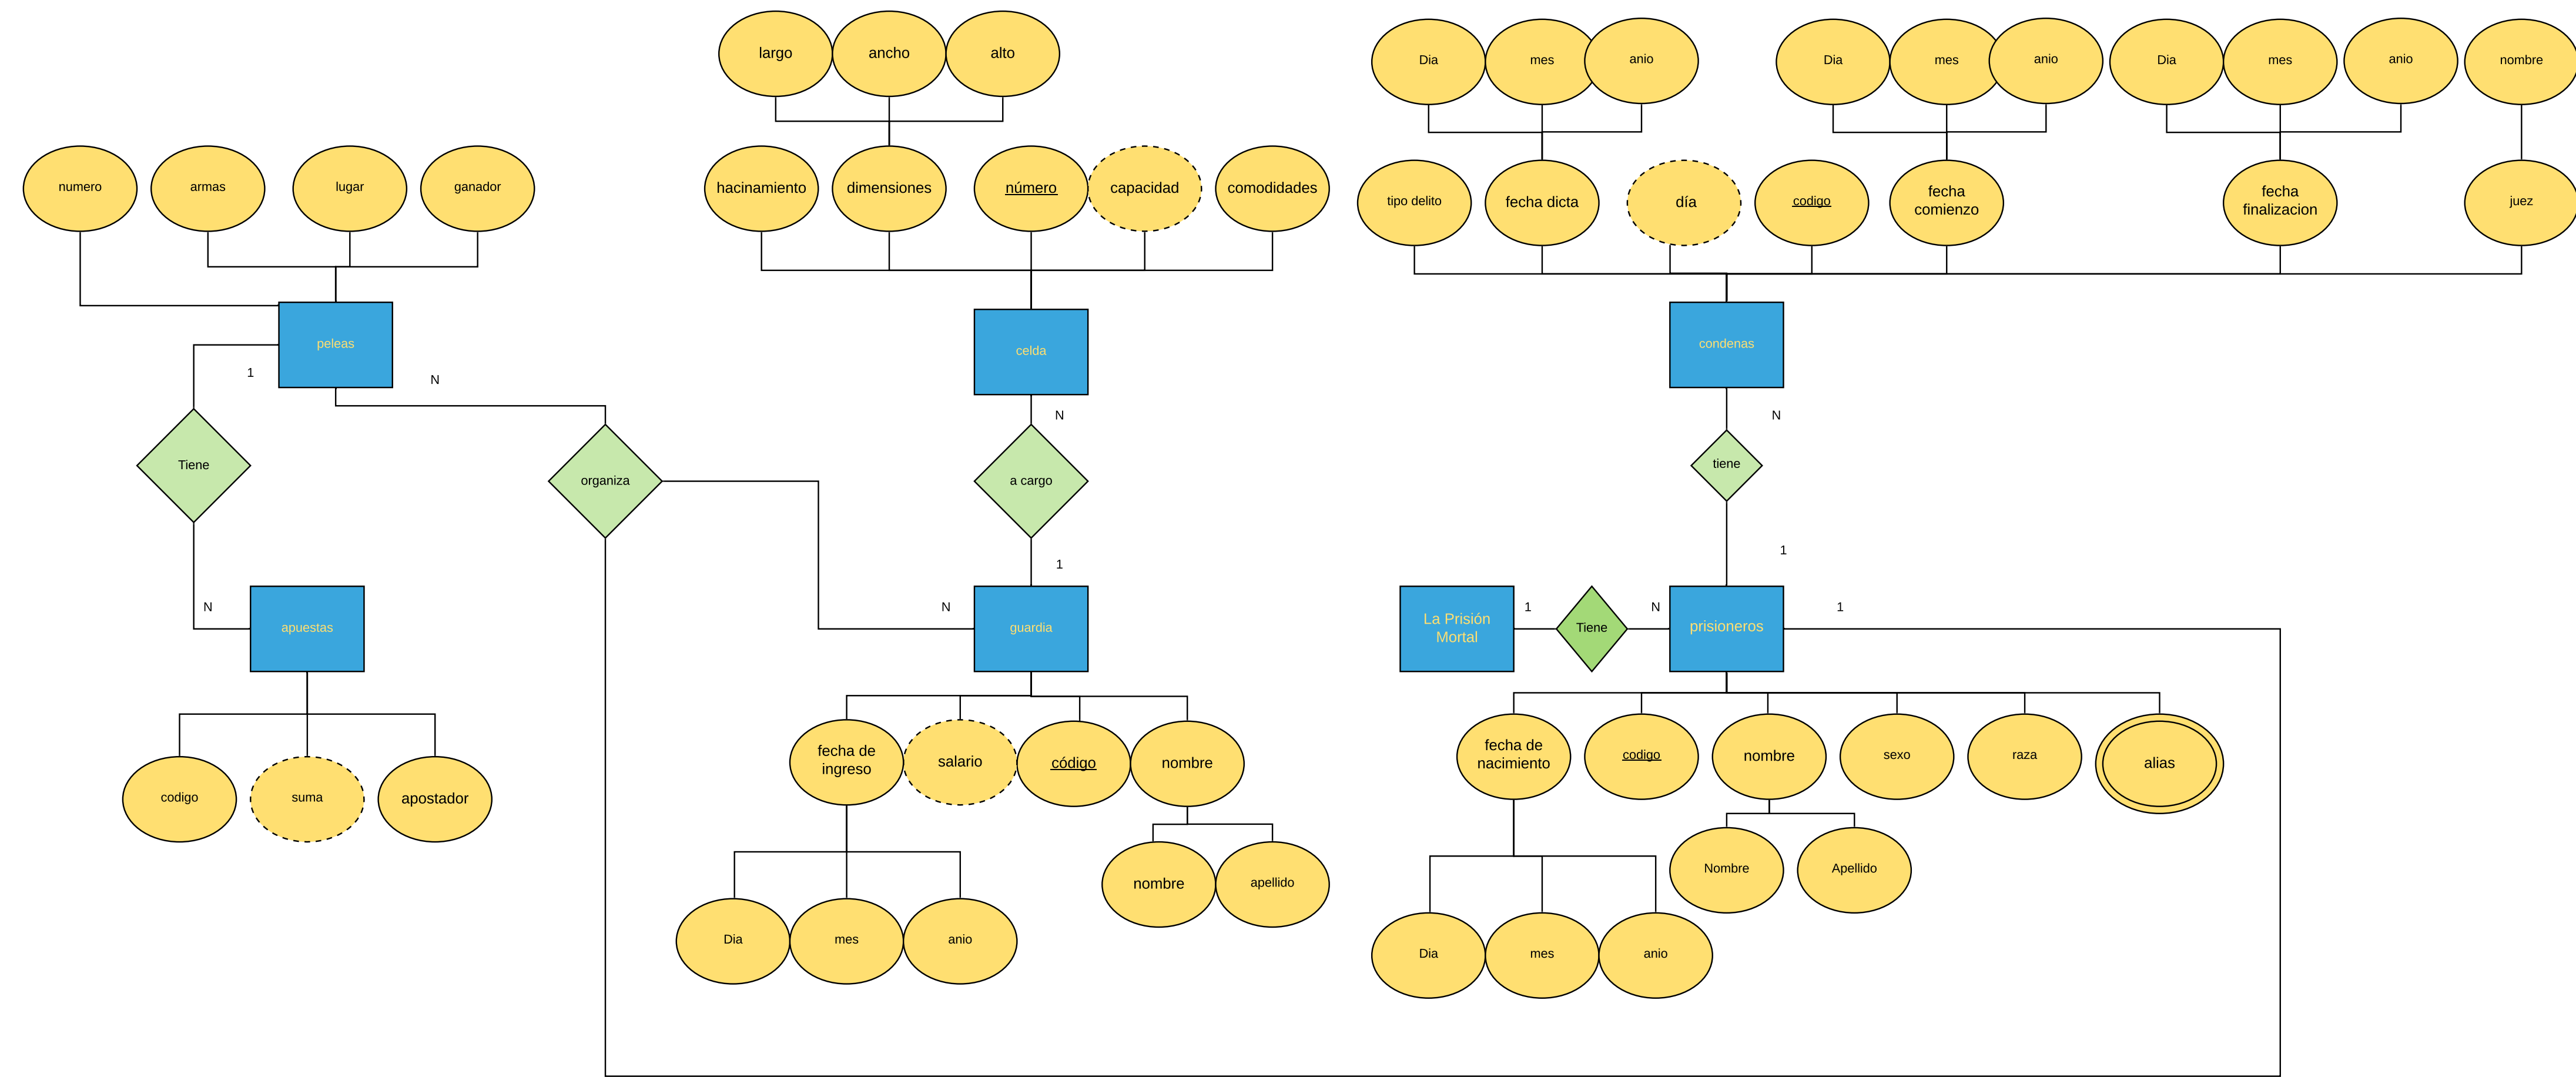 largo
ancho
alto
Dia
mes
anio
Dia
mes
anio
Dia
mes
anio
nombre
numero
armas
lugar
ganador
hacinamiento
dimensiones
número
capacidad
comodidades
tipo delito
fecha dicta
día
codigo
fecha
comienzo
fecha
finalizacion
juez
peleas
celda
condenas
1
N
N
N
Tiene
organiza
a cargo
tiene
1
1
N
apuestas
N
guardia
La Prisión
Mortal
1
Tiene
N
prisioneros
1
fecha de
ingreso
salario
código
nombre
fecha de
nacimiento
codigo
nombre
sexo
raza
alias
codigo
suma
apostador
nombre
apellido
Nombre
Apellido
Dia
mes
anio
Dia
mes
anio